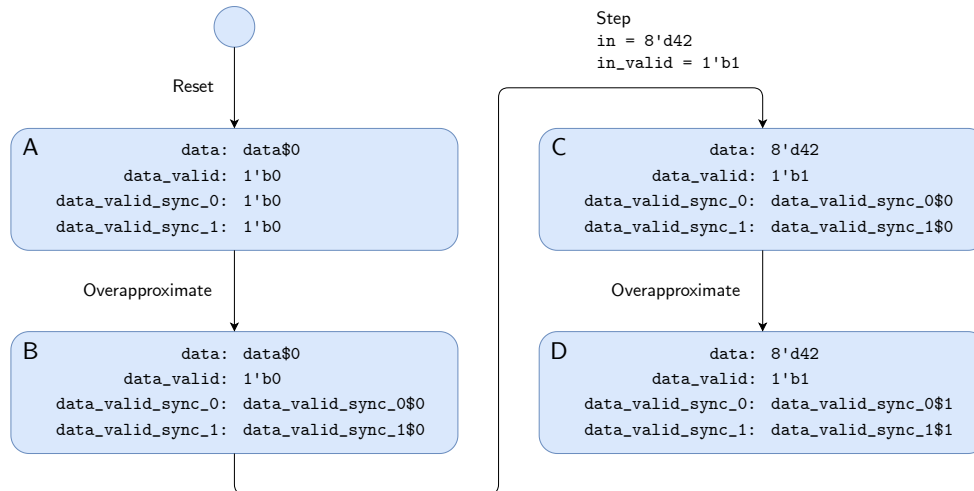 Reset
A
data: data$0
data_valid: 1'b0
data_valid_sync_0: 1'b0
data_valid_sync_1: 1'b0
Overapproximate
B
data: data$0
data_valid: 1'b0
data_valid_sync_0: data_valid_sync_0$0
data_valid_sync_1: data_valid_sync_1$0
Step
in = 8'd42
in_valid = 1'b1
C
data: 8'd42
data_valid: 1'b1
data_valid_sync_0: data_valid_sync_0$0
data_valid_sync_1: data_valid_sync_1$0
Overapproximate
D
data: 8'd42
data_valid: 1'b1
data_valid_sync_0: data_valid_sync_0$1
data_valid_sync_1: data_valid_sync_1$1